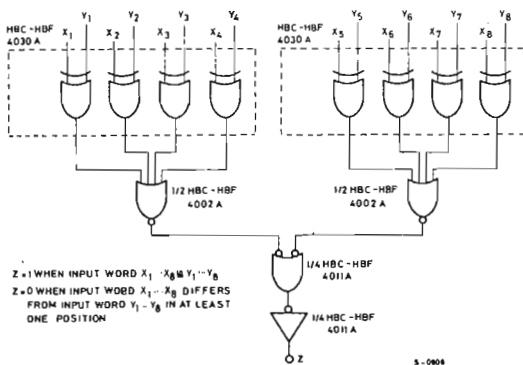 HBC-HBF
4030 A
X1 Y1 X2 Y2 X3 Y3 X4 Y4
HBC-HBF
4030 A
X5 Y5 X6 Y6 X7 Y7 X8 Y8
1/2 HBC-HBF
4002 A
1/2 HBC-HBF
4002 A
1/4 HBC-HBF
4011 A
1/4 HBC-HBF
4011 A
Z
Z=1 WHEN INPUT WORD X1··X8 Y1··Y8
Z=0 WHEN INPUT WORD X1···X8 DIFFERS
FROM INPUT WORD Y1-Y8 IN AT LEAST
ONE POSITION
S-0606